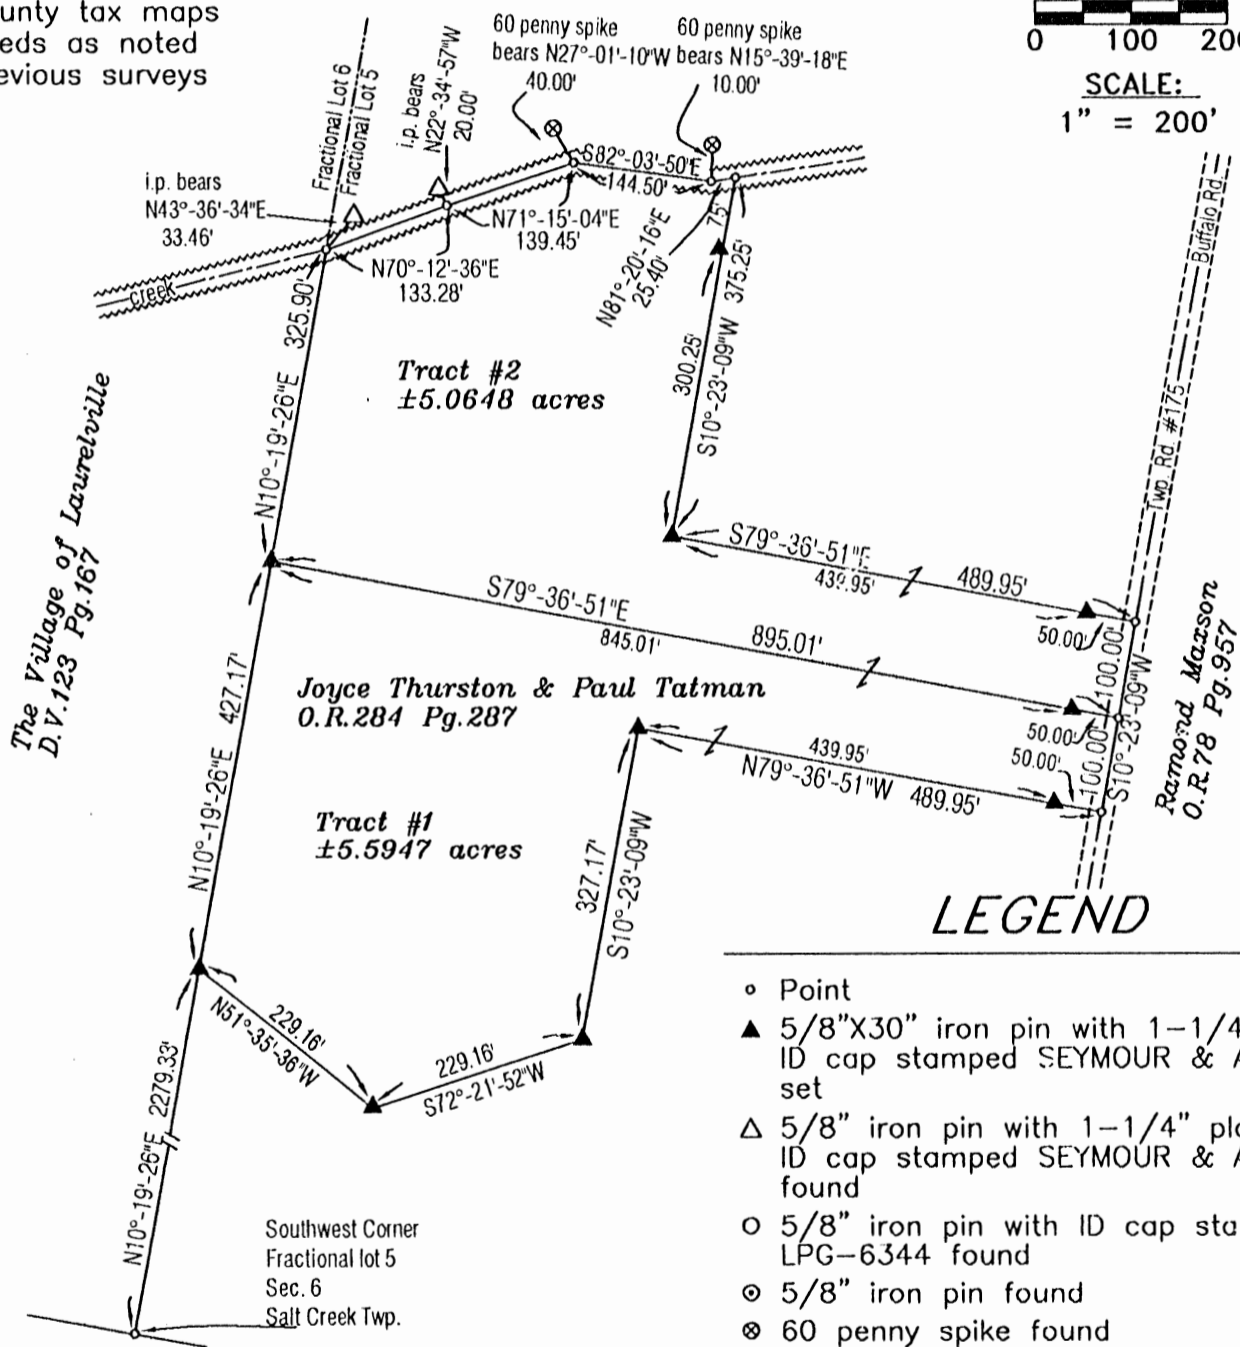 unty tax maps
eds as noted
evious surveys
60 penny spike
bears N27°-01'-10"W
40.00'
60 penny spike
bears N15°-39'-18"E
10.00'
0 100 200
SCALE:
1" = 200'
Fractional Lot 6
Fractional Lot 5
i.p. bears
N22°-34'-57"W
20.00'
i.p. bears
N43°-36'-34"E
33.46'
creek
S82°-03'-50"E
144.50'
N71°-15'-04"E
139.45'
N70°-12'-36"E
133.28'
N81°-20'-16"E
25.40'
75'
300.25'
S10°-23'-09"W 375.25'
Buffalo Rd.
Twp. Rd. #175
N10°-19'-26"E 325.90'
Tract #2
±5.0648 acres
The Village of Laurelville
D.V.123 Pg.167
S79°-36'-51"E
439.95'
489.95'
50.00'
100.00'
S79°-36'-51"E
845.01'
895.01'
50.00'
50.00'
100.00'
S10°-23'-09"W
Ramond Maxson
O.R.78 Pg.957
Joyce Thurston & Paul Tatman
O.R.284 Pg.287
439.95'
N79°-36'-51"W 489.95'
N10°-19'-26"E 427.17'
Tract #1
±5.5947 acres
327.17'
S10°-23'-09"W
229.16'
N51°-35'-36"W
229.16'
S72°-21'-52"W
N10°-19'-26"E 2279.33'
Southwest Corner
Fractional lot 5
Sec. 6
Salt Creek Twp.
LEGEND
Point
5/8"X30" iron pin with 1-1/4
ID cap stamped SEYMOUR & A
set
5/8" iron pin with 1-1/4" pla
ID cap stamped SEYMOUR & A
found
5/8" iron pin with ID cap sta
LPG-6344 found
5/8" iron pin found
60 penny spike found